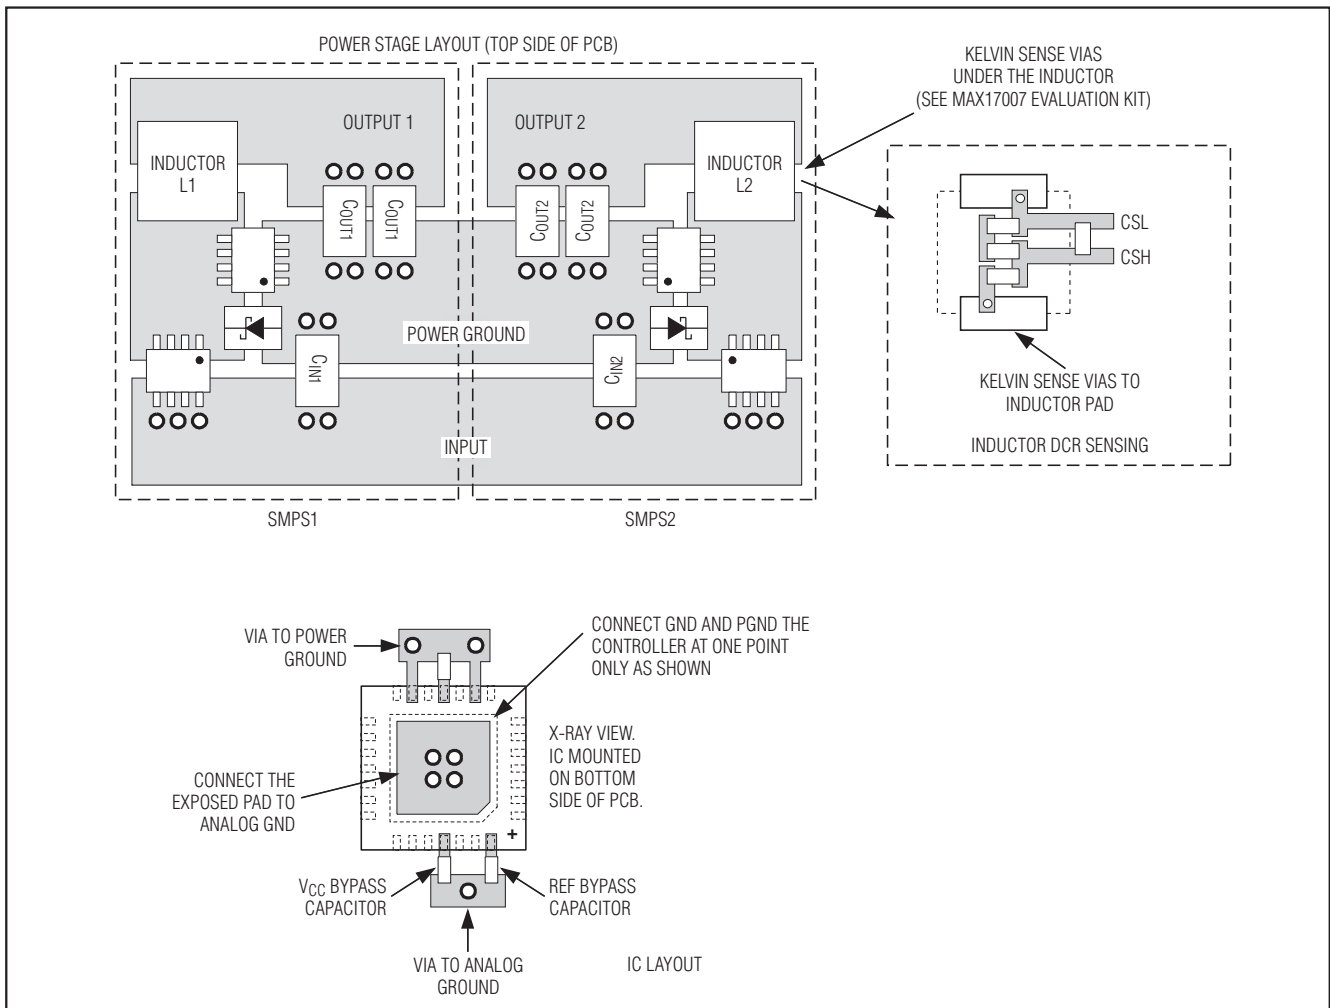 POWER STAGE LAYOUT (TOP SIDE OF PCB)
KELVIN SENSE VIAS
UNDER THE INDUCTOR
(SEE MAX17007 EVALUATION KIT)
OUTPUT 1
OUTPUT 2
INDUCTOR
L1
INDUCTOR
L2
COUT1
COUT1
COUT2
COUT2
CSL
CSH
POWER GROUND
CIN1
CIN2
KELVIN SENSE VIAS TO
INDUCTOR PAD
INPUT
INDUCTOR DCR SENSING
SMPS1
SMPS2
VIA TO POWER
GROUND
CONNECT GND AND PGND THE
CONTROLLER AT ONE POINT
ONLY AS SHOWN
X-RAY VIEW.
IC MOUNTED
ON BOTTOM
SIDE OF PCB.
CONNECT THE
EXPOSED PAD TO
ANALOG GND
+
VCC BYPASS
CAPACITOR
REF BYPASS
CAPACITOR
VIA TO ANALOG
GROUND
IC LAYOUT